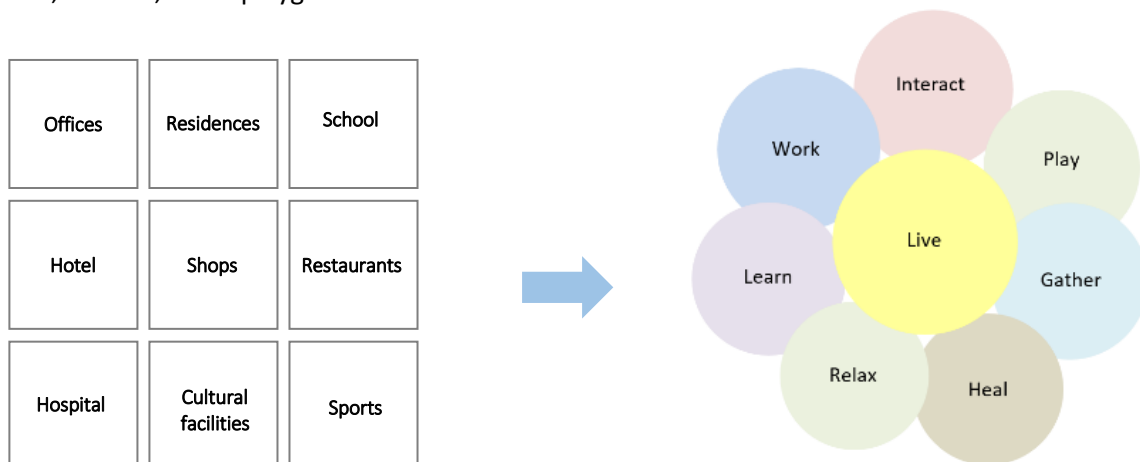 Offices
Residences
School
Hotel
Shops
Restaurants
Hospital
Cultural
facilities
Sports
Interact
Work
Play
Live
Learn
Gather
Relax
Heal